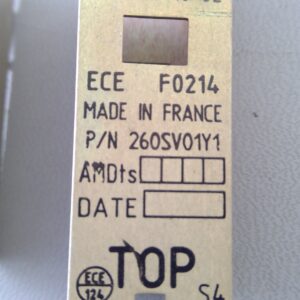 ECE F0214
MADE IN FRANCE
P/N 260SV01Y1
AMDts
DATE
TOP
ECE
124
S4